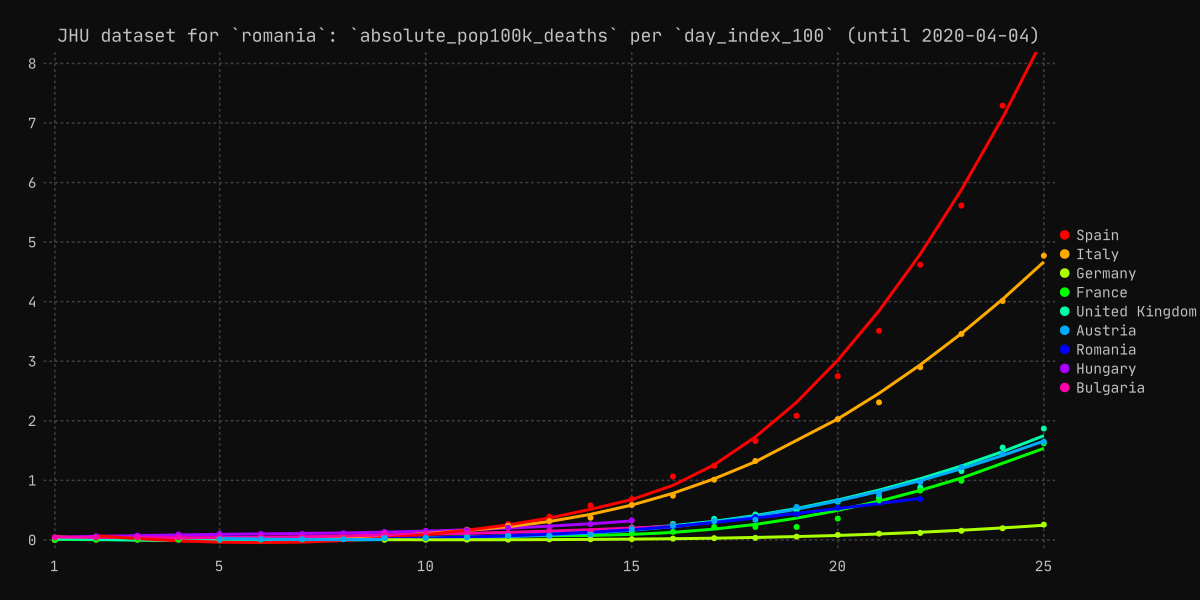 JHU dataset for `romania`: `absolute_pop100k_deaths` per `day_index_100` (until 2020-04-04)
8
7
6
5
4
3
2
1
0
1 5 10 15 20 25
Spain
Italy
Germany
France
United Kingdom
Austria
Romania
Hungary
Bulgaria